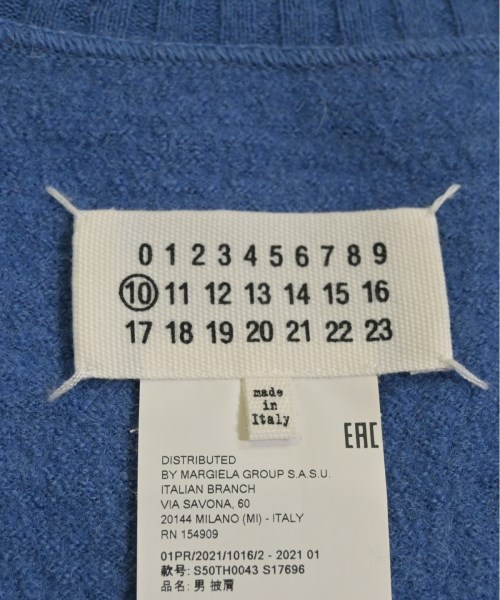 0 1 2 3 4 5 6 7 8 9
10 11 12 13 14 15 16
17 18 19 20 21 22 23
made
in
Italy
EAC
DISTRIBUTED
BY MARGIELA GROUP S.A.S.U.
ITALIAN BRANCH
VIA SAVONA, 60
20144 MILANO (MI) - ITALY
RN 154909
01PR/2021/1016/2 - 2021 01
款号: S50TH0043 S17696
品名: 男 披肩